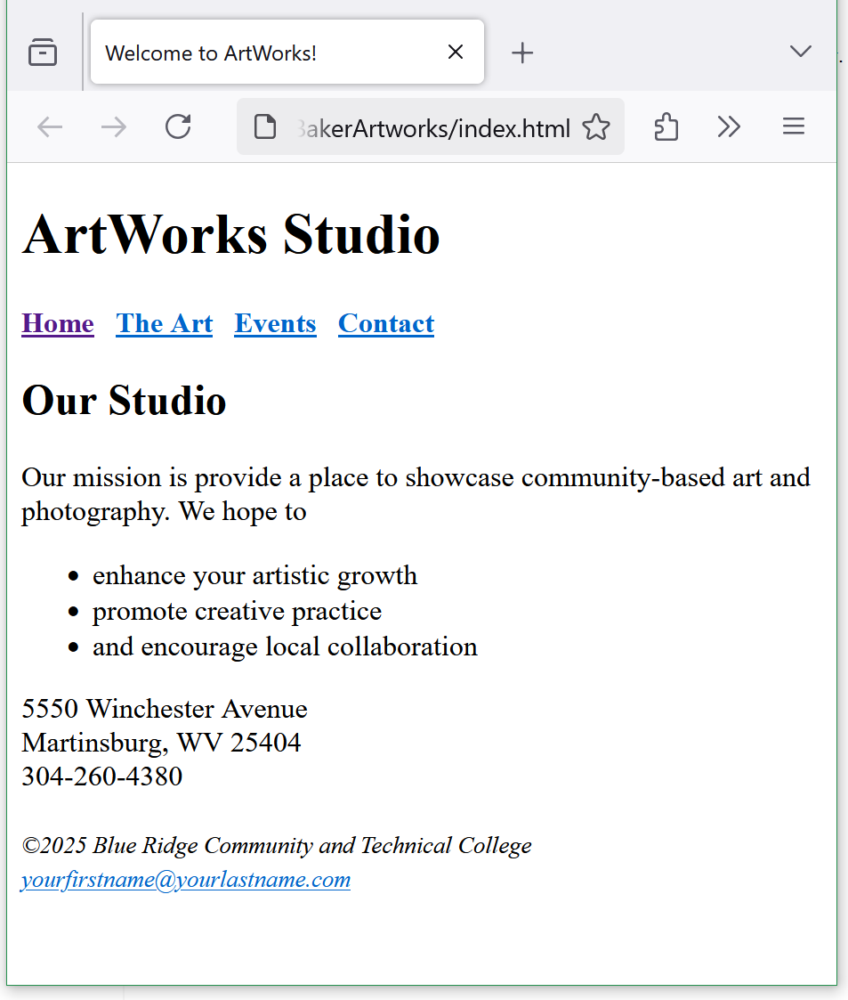 Welcome to ArtWorks!
akerArtworks/index.html
ArtWorks Studio
Home The Art Events Contact
Our Studio
Our mission is provide a place to showcase community-based art and
photography. We hope to
• enhance your artistic growth
• promote creative practice
• and encourage local collaboration
5550 Winchester Avenue
Martinsburg, WV 25404
304-260-4380
©2025 Blue Ridge Community and Technical College
yourfirstname@yourlastname.com